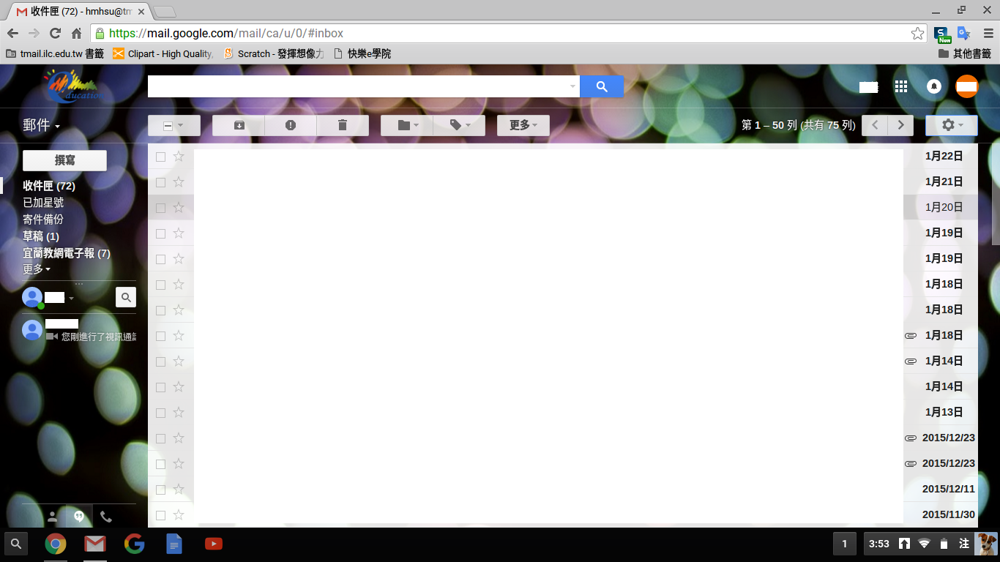 收件匣 (72) - hmhsu@tm
https://mail.google.com/mail/ca/u/0/#inbox
tmail.ilc.edu.tw 書籤 Clipart - High Quality, Scratch - 發揮想像力 快樂e學院 其他書籤
New
ducation
郵件 更多 第 1 – 50 列 (共有 75 列)
撰寫
收件匣 (72)
已加星號
寄件備份
草稿 (1)
宜蘭教網電子報 (7)
更多
您剛進行了視訊通話
1月22日
1月21日
1月20日
1月19日
1月19日
1月18日
1月18日
1月18日
1月14日
1月14日
1月13日
2015/12/23
2015/12/23
2015/12/11
2015/11/30
1 3:53 注